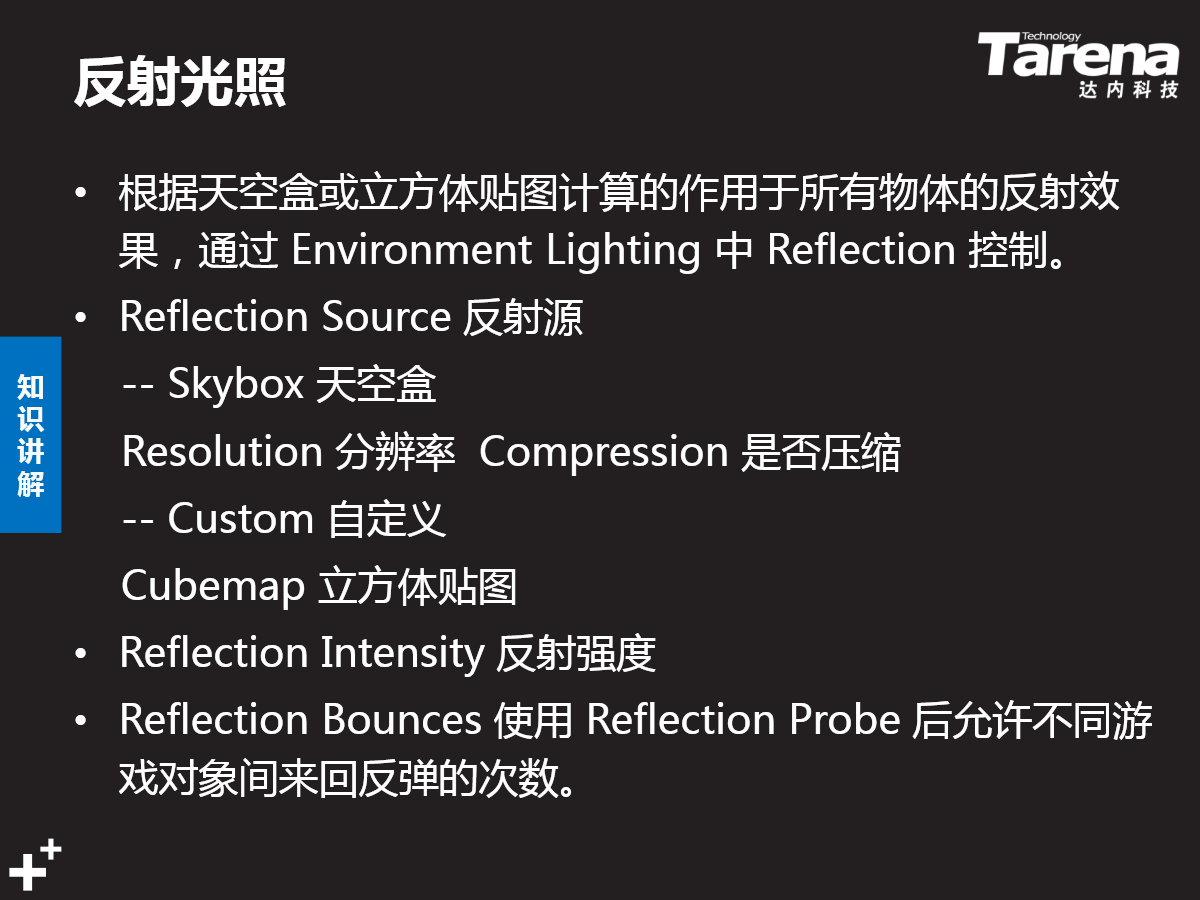 反射光照
Technology
Tarena
达内科技
• 根据天空盒或立方体贴图计算的作用于所有物体的反射效
果，通过 Environment Lighting 中 Reflection 控制。
• Reflection Source 反射源
-- Skybox 天空盒
Resolution 分辨率 Compression 是否压缩
-- Custom 自定义
Cubemap 立方体贴图
• Reflection Intensity 反射强度
• Reflection Bounces 使用 Reflection Probe 后允许不同游
戏对象间来回反弹的次数。
知
识
讲
解